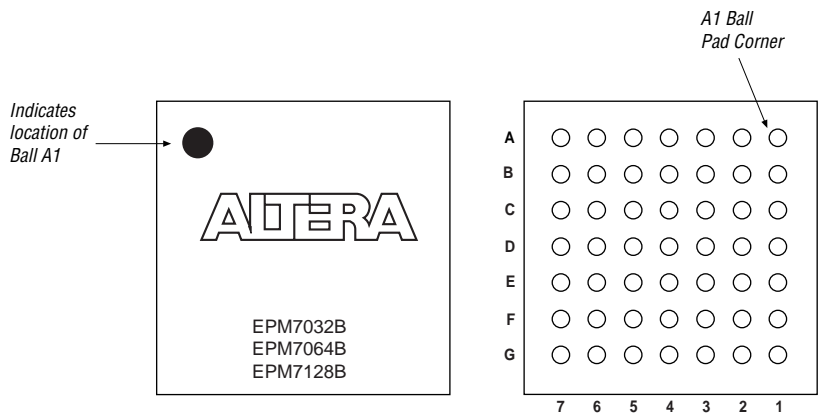 A1 Ball
Pad Corner
Indicates
location of
Ball A1
ALTERA
EPM7032B
EPM7064B
EPM7128B
A
B
C
D
E
F
G
7 6 5 4 3 2 1